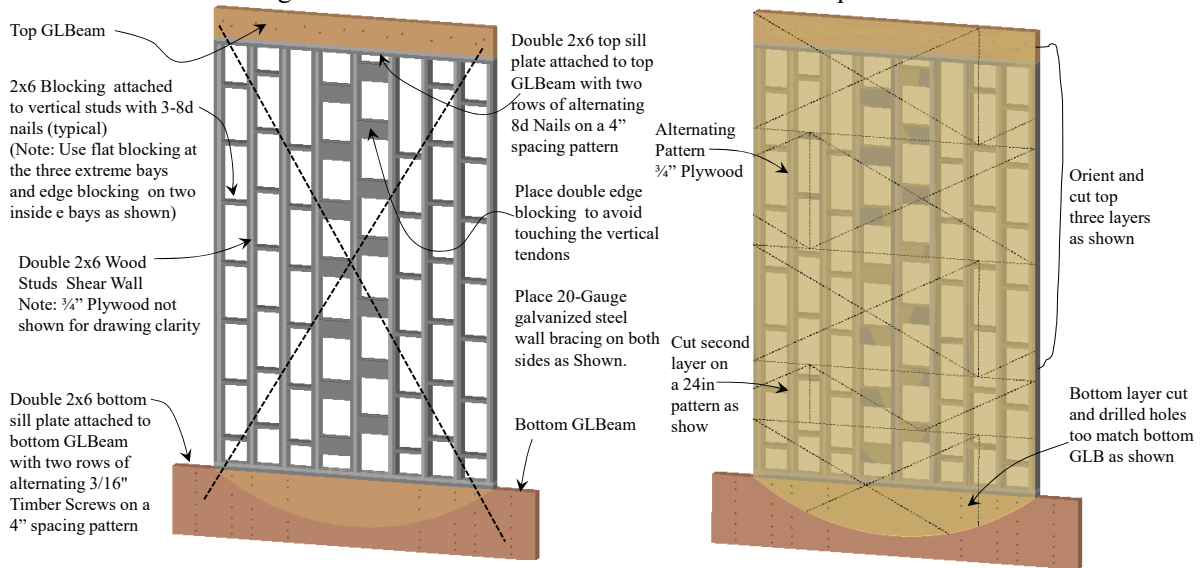 Top GLBeam
2x6 Blocking attached
to vertical studs with 3-8d
nails (typical)
(Note: Use flat blocking at
the three extreme bays
and edge blocking on two
inside e bays as shown)
Double 2x6 Wood
Studs Shear Wall
Note: ¾” Plywood not
shown for drawing clarity
Double 2x6 bottom
sill plate attached to
bottom GLBeam
with two rows of
alternating 3/16"
Timber Screws on a
4” spacing pattern
Double 2x6 top sill
plate attached to top
GLBeam with two
rows of alternating
8d Nails on a 4”
spacing pattern
Place double edge
blocking to avoid
touching the vertical
tendons
Place 20-Gauge
galvanized steel
wall bracing on both
sides as Shown.
Bottom GLBeam
Alternating
Pattern
¾” Plywood
Cut second
layer on
a 24in
pattern as
show
Orient and
cut top
three layers
as shown
Bottom layer cut
and drilled holes
too match bottom
GLB as shown